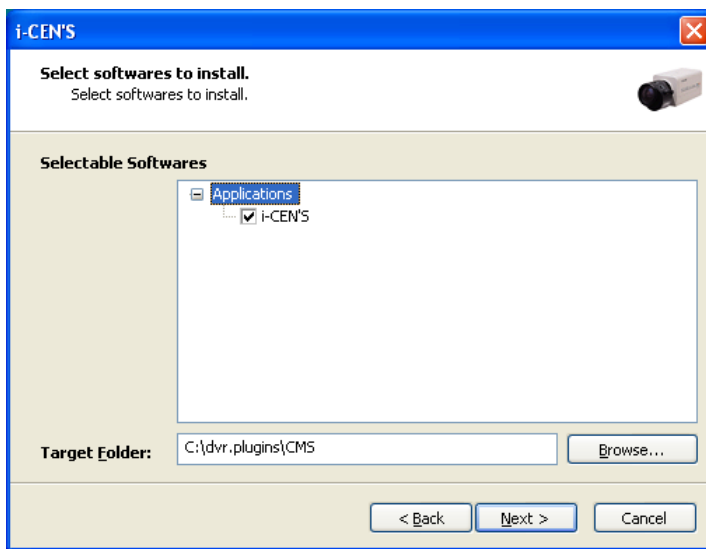 i-CEN'S
Select softwares to install.
Select softwares to install.
Selectable Softwares
Applications
i-CEN'S
Target Folder:
C:\dvr.plugins\CMS
Browse...
< Back
Next >
Cancel